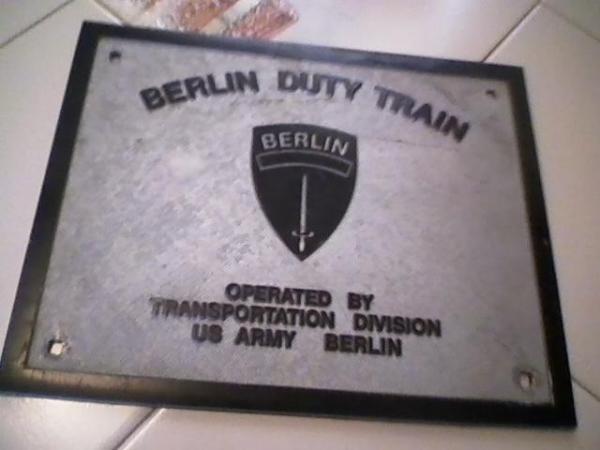 BERLIN DUTY TRAIN
BERLIN
OPERATED BY
TRANSPORTATION DIVISION
US ARMY BERLIN